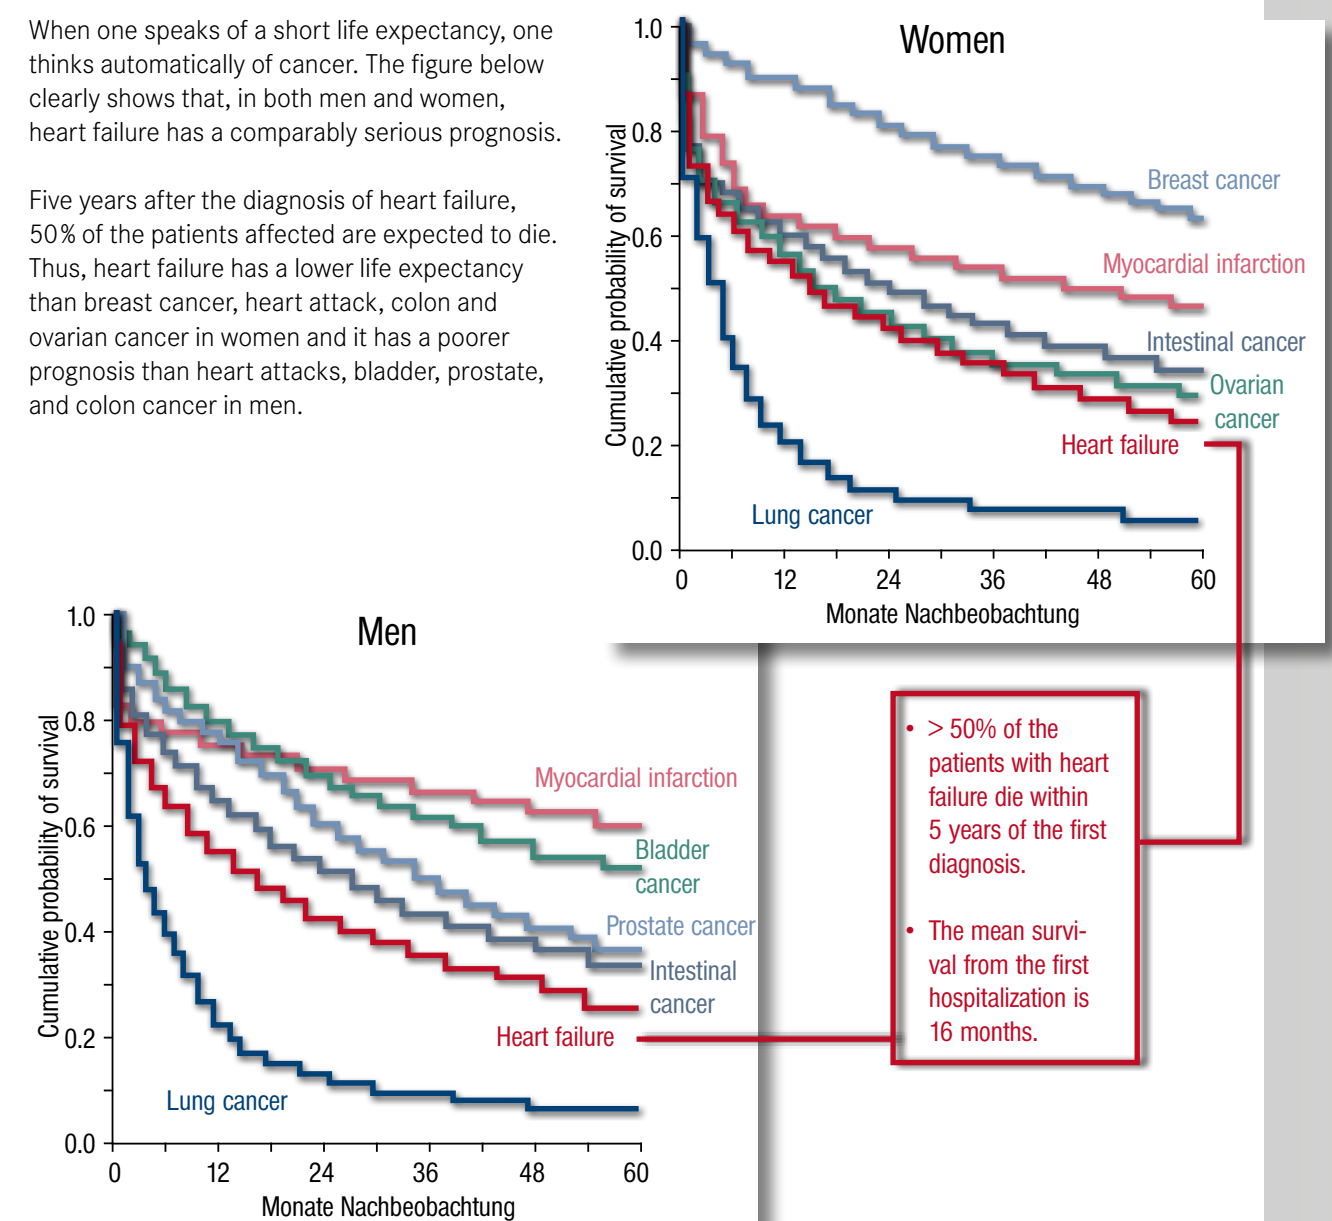 When one speaks of a short life expectancy, one
thinks automatically of cancer. The figure below
clearly shows that, in both men and women,
heart failure has a comparably serious prognosis.
Five years after the diagnosis of heart failure,
50% of the patients affected are expected to die.
Thus, heart failure has a lower life expectancy
than breast cancer, heart attack, colon and
ovarian cancer in women and it has a poorer
prognosis than heart attacks, bladder, prostate,
and colon cancer in men.
Women
Cumulative probability of survival
1.0
0.8
0.6
0.4
0.2
0.0
Breast cancer
Myocardial infarction
Intestinal cancer
Ovarian
cancer
Heart failure
Lung cancer
0 12 24 36 48 60
Monate Nachbeobachtung
Men
Cumulative probability of survival
1.0
0.8
0.6
0.4
0.2
0.0
Myocardial infarction
Bladder
cancer
Prostate cancer
Intestinal
cancer
Heart failure
Lung cancer
0 12 24 36 48 60
Monate Nachbeobachtung
• > 50% of the
patients with heart
failure die within
5 years of the first
diagnosis.
• The mean survi-
val from the first
hospitalization is
16 months.